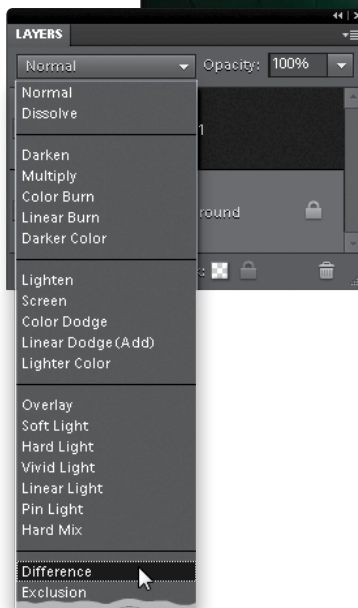 LAYERS
Normal Opacity: 100%
Normal
Dissolve
1
Darken
Multiply
Color Burn
round
Linear Burn
Darker Color
Lighten
Screen
Color Dodge
Linear Dodge(Add)
Lighter Color
Overlay
Soft Light
Hard Light
Vivid Light
Linear Light
Pin Light
Hard Mix
Difference
Exclusion